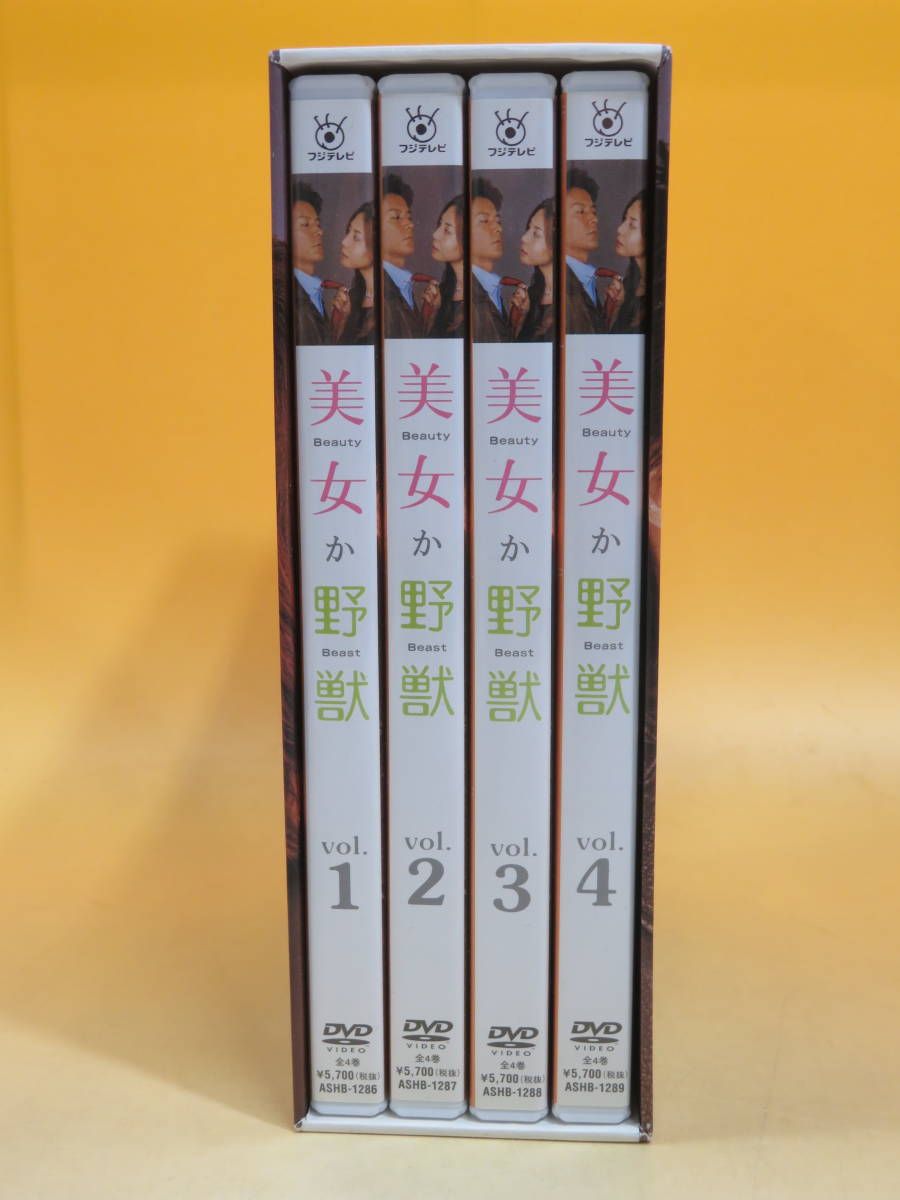 フジテレビ
美
Beauty
女
か
野
Beast
獣
vol.
1
DVD
VIDEO
全4巻
¥5,700(税抜)
ASHB-1286
フジテレビ
美
Beauty
女
か
野
Beast
獣
vol.
2
DVD
VIDEO
全4巻
¥5,700(税抜)
ASHB-1287
フジテレビ
美
Beauty
女
か
野
Beast
獣
vol.
3
DVD
VIDEO
全4巻
¥5,700(税抜)
ASHB-1288
フジテレビ
美
Beauty
女
か
野
Beast
獣
vol.
4
DVD
VIDEO
全4巻
¥5,700(税抜)
ASHB-1289